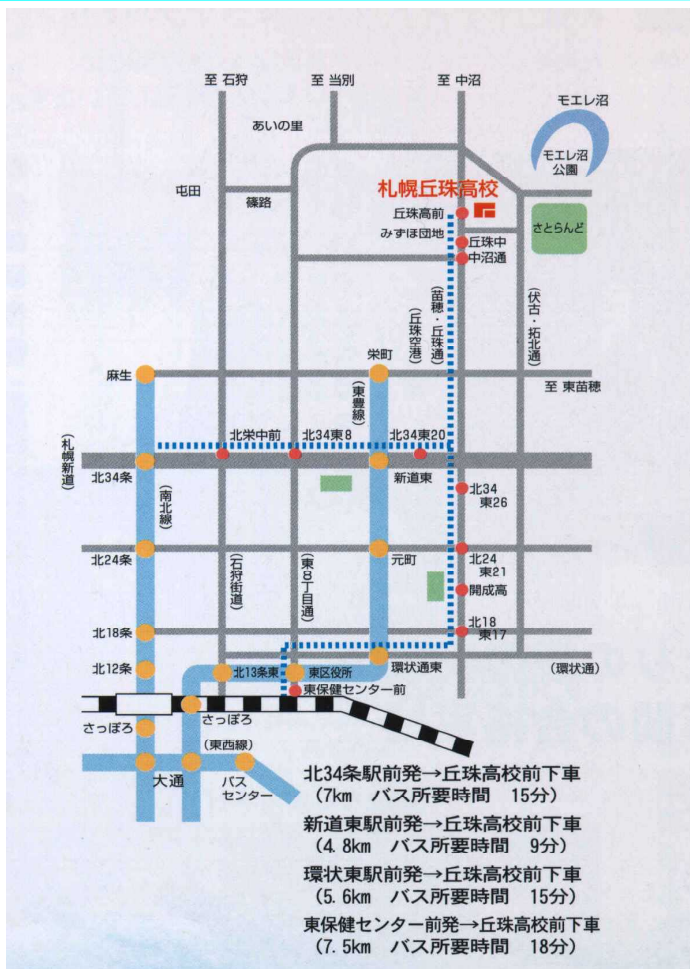 至 石狩
至 当別
至 中沼
モエレ沼
あいの里
モエレ沼
公園
屯田
篠路
札幌丘珠高校
丘珠高前
さとらんど
みずほ団地
丘珠中
中沼通
(丘珠空港)
(苗穂・丘珠通)
(伏古・拓北通)
麻生
栄町
(東豊線)
至 東苗穂
北栄中前
北34東8
北34東20
(札幌新道)
北34条
新道東
(南北線)
北34
東26
北24条
元町
北24
東21
(石狩街道)
(東8丁目通)
開成高
北18条
北18
東17
北12条
北13条東
東区役所
環状通東
(環状通)
東保健センター前
さっぽろ
さっぽろ
(東西線)
大通
バス
センター
北34条駅前発→丘珠高校前下車
(7km バス所要時間 15分)
新道東駅前発→丘珠高校前下車
(4.8km バス所要時間 9分)
環状東駅前発→丘珠高校前下車
(5.6km バス所要時間 15分)
東保健センター前発→丘珠高校前下車
(7.5km バス所要時間 18分)